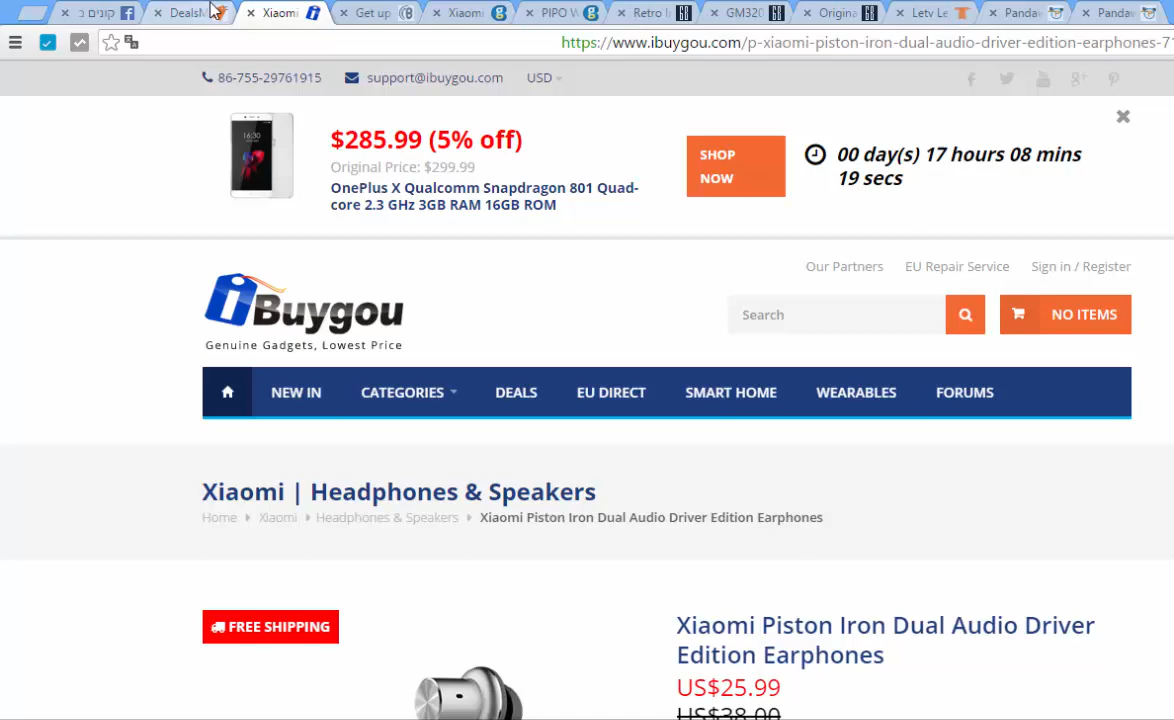 קונים ב
DealsM
Xiaomi
Get up
Xiaomi
PIPO W
Retro I
GM320
Origina
Letv Le
Panda
Panda
https://www.ibuygou.com/p-xiaomi-piston-iron-dual-audio-driver-edition-earphones-7
86-755-29761915 support@ibuygou.com USD
$285.99 (5% off)
Original Price: $299.99
OnePlus X Qualcomm Snapdragon 801 Quad-
core 2.3 GHz 3GB RAM 16GB ROM
SHOP
NOW
00 day(s) 17 hours 08 mins
19 secs
Our Partners EU Repair Service Sign in / Register
iBuygou
Genuine Gadgets, Lowest Price
Search
NO ITEMS
NEW IN CATEGORIES DEALS EU DIRECT SMART HOME WEARABLES FORUMS
Xiaomi | Headphones & Speakers
Home Xiaomi Headphones & Speakers Xiaomi Piston Iron Dual Audio Driver Edition Earphones
FREE SHIPPING
Xiaomi Piston Iron Dual Audio Driver
Edition Earphones
US$25.99
US$38.00